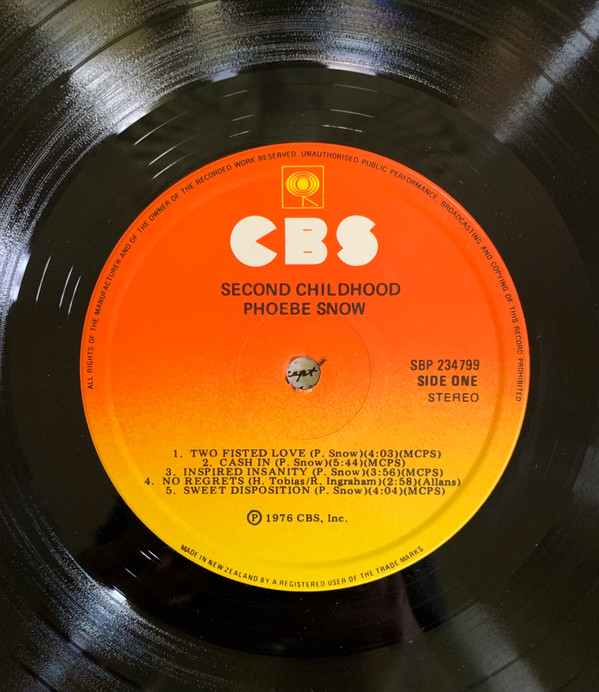 ALL RIGHTS OF THE MANUFACTURER AND OF THE OWNER OF THE RECORDED WORK RESERVED. UNAUTHORISED PUBLIC PERFORMANCE. BROADCASTING AND COPYING OF THIS RECORD PROHIBITED
CBS
SECOND CHILDHOOD
PHOEBE SNOW
SBP 234799
SIDE ONE
STEREO
1. TWO FISTED LOVE (P. Snow)(4:03)(MCPS)
2. CASH IN (P. Snow)(5:44)(MCPS)
3. INSPIRED INSANITY (P. Snow)(3:56)(MCPS)
4. NO REGRETS (H. Tobias/R. Ingraham)(2:58)(Allans)
5. SWEET DISPOSITION (P. Snow)(4:04)(MCPS)
Ⓟ 1976 CBS, Inc.
MADE IN NEW ZEALAND BY A REGISTERED USER OF THE TRADE MARKS